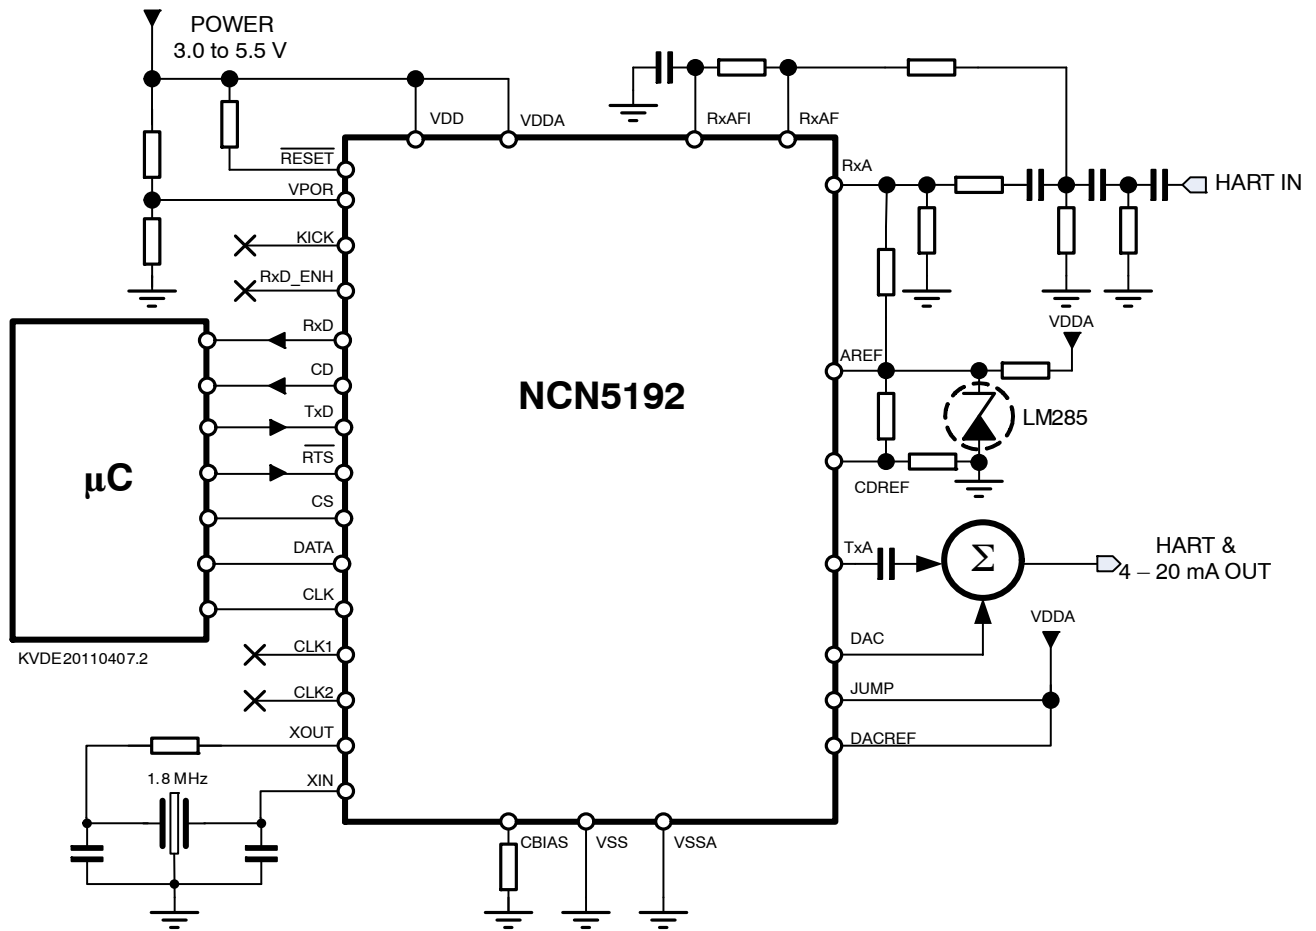 POWER
3.0 to 5.5 V
VDD
VDDA
RxAFI
RxAF
RESET
VPOR
KICK
RxD_ENH
RxD
CD
TxD
RTS
CS
DATA
CLK
CLK1
CLK2
XOUT
XIN
μC
KVDE20110407.2
1.8 MHz
NCN5192
RxA
HART IN
AREF
VDDA
LM285
CDREF
TxA
Σ
HART &
4 – 20 mA OUT
DAC
VDDA
JUMP
DACREF
CBIAS
VSS
VSSA